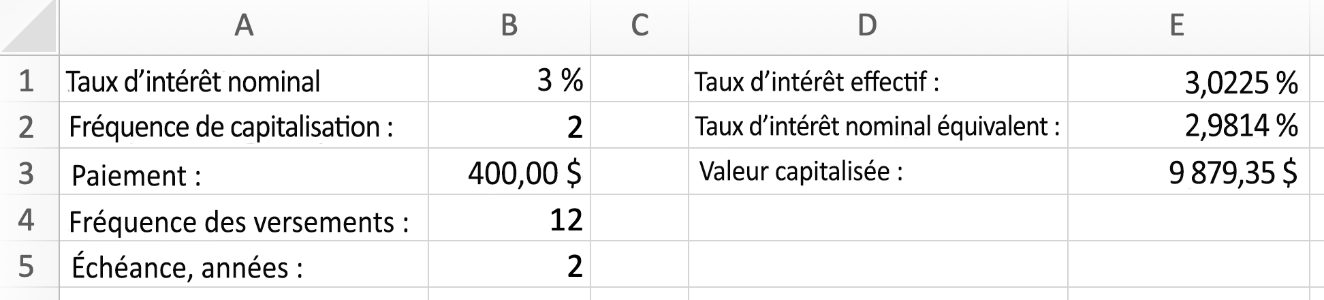 A B C D E
1 Taux d’intérêt nominal 3 % Taux d’intérêt effectif : 3,0225 %
2 Fréquence de capitalisation : 2 Taux d’intérêt nominal équivalent : 2,9814 %
3 Paiement : 400,00 $ Valeur capitalisée : 9 879,35 $
4 Fréquence des versements : 12
5 Échéance, années : 2